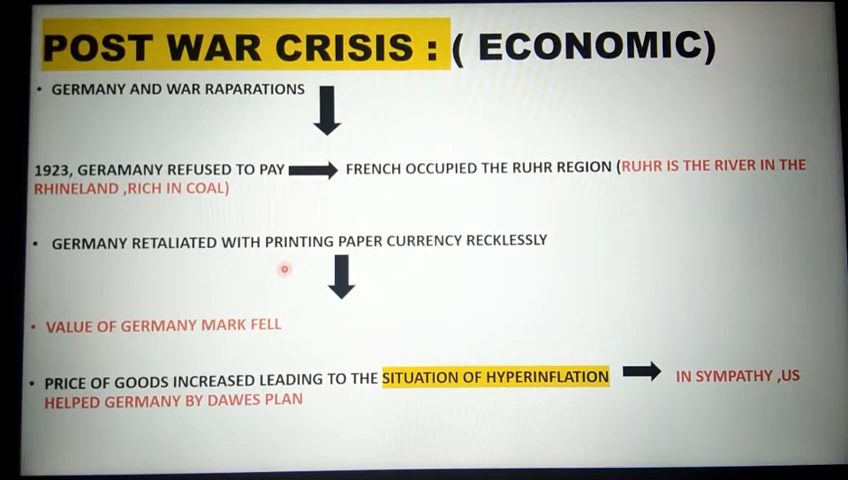 POST WAR CRISIS : ( ECONOMIC)
• GERMANY AND WAR RAPARATIONS
1923, GERAMANY REFUSED TO PAY FRENCH OCCUPIED THE RUHR REGION (RUHR IS THE RIVER IN THE
RHINELAND ,RICH IN COAL)
• GERMANY RETALIATED WITH PRINTING PAPER CURRENCY RECKLESSLY
• VALUE OF GERMANY MARK FELL
• PRICE OF GOODS INCREASED LEADING TO THE SITUATION OF HYPERINFLATION IN SYMPATHY ,US
HELPED GERMANY BY DAWES PLAN